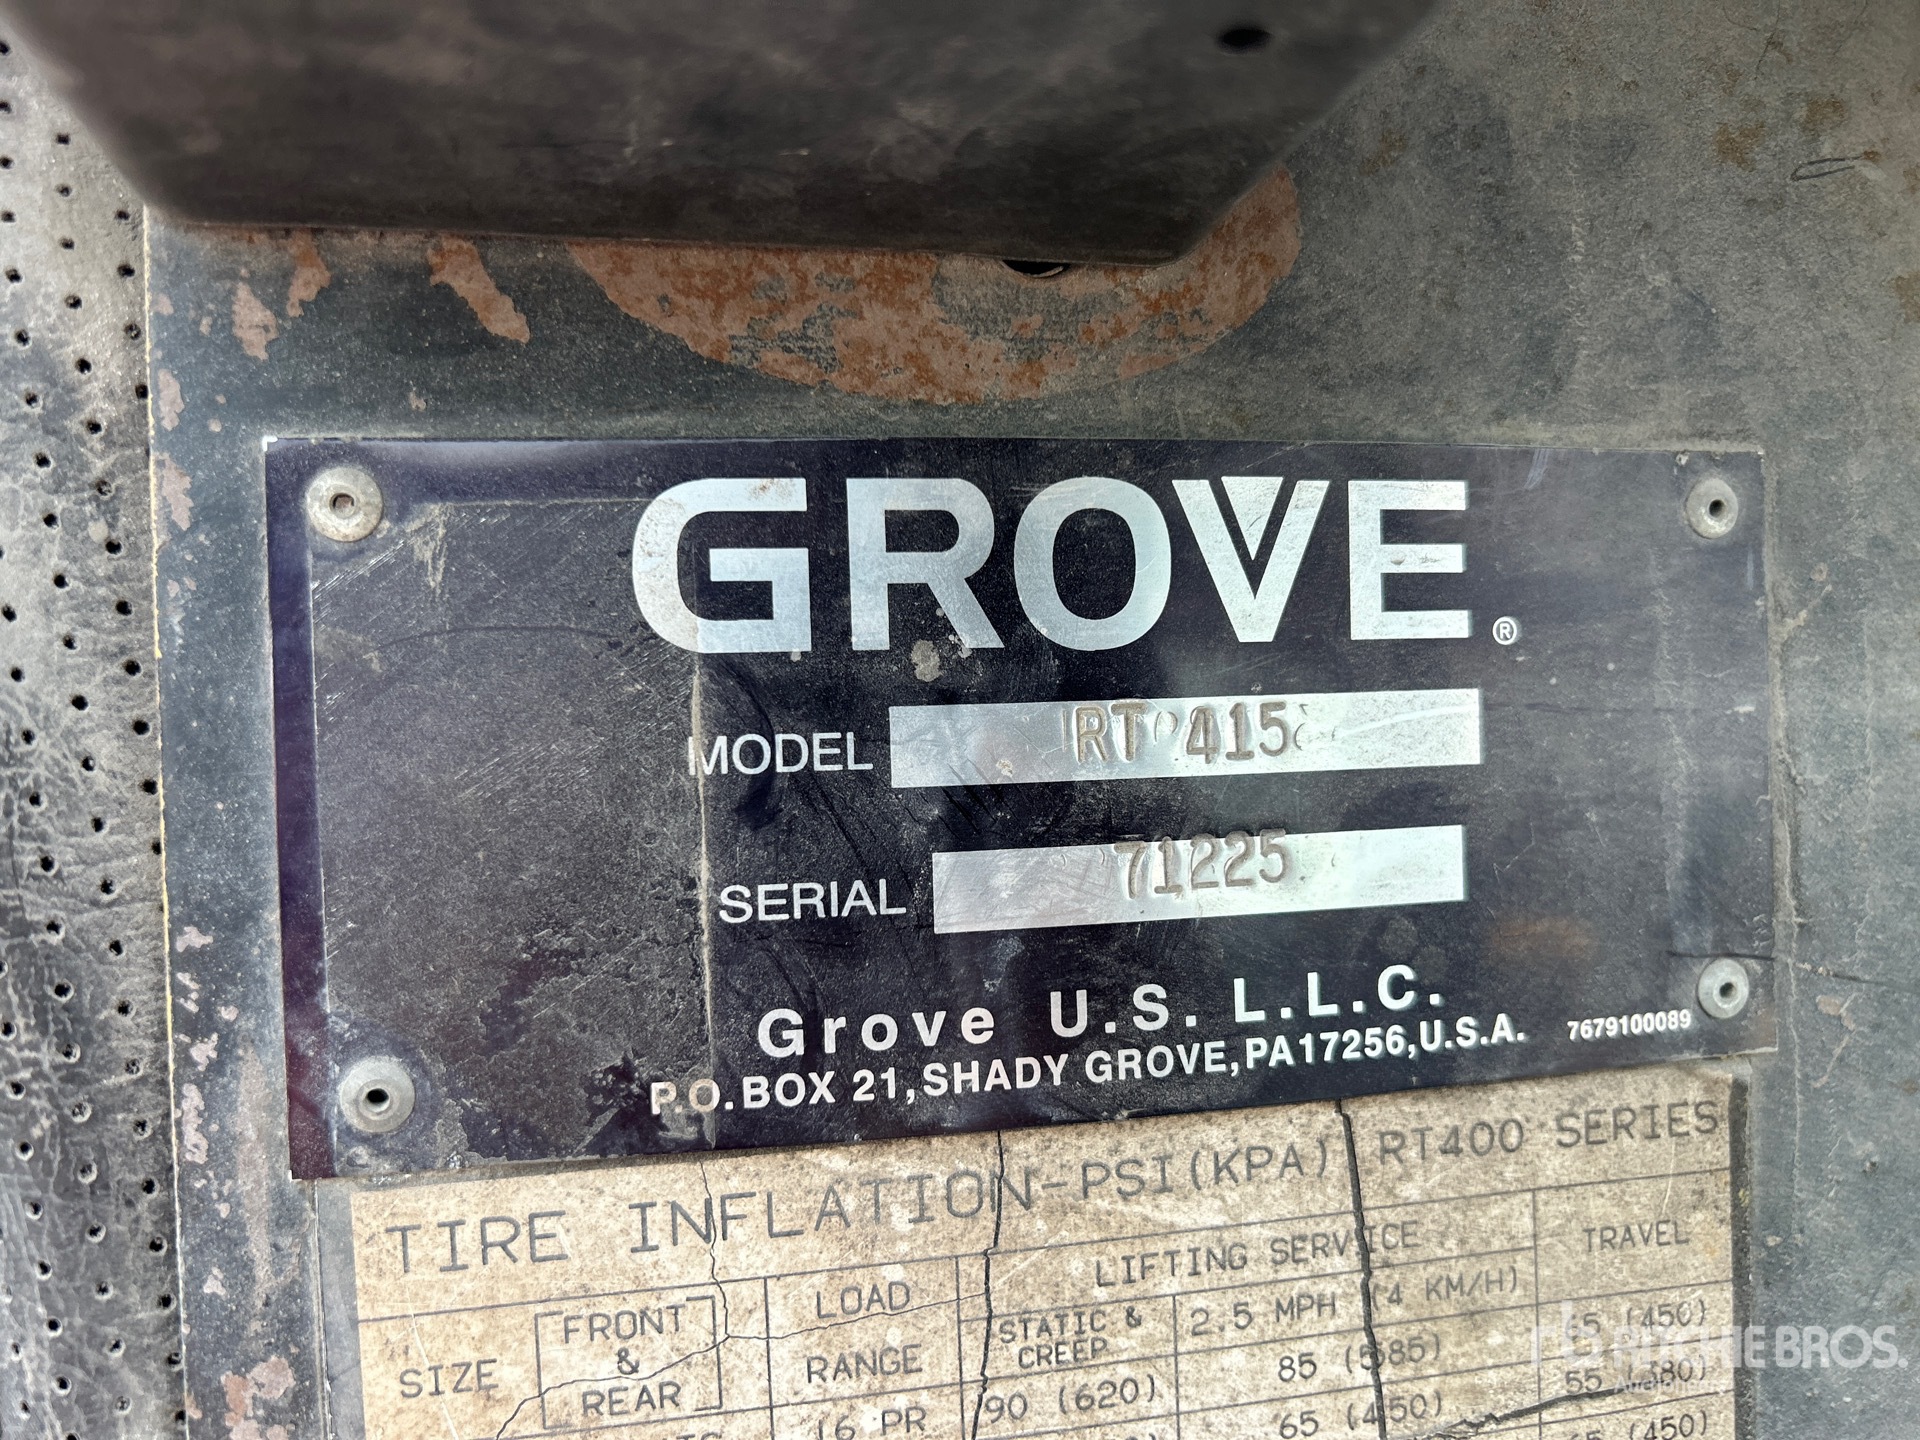 GROVE®
MODEL RT 415
SERIAL 71225
Grove U.S. L.L.C.
P.O.BOX 21,SHADY GROVE,PA17256,U.S.A. 7679100089
TIRE INFLATION-PSI(KPA) RT400 SERIES
SIZE FRONT & REAR
LOAD RANGE
LIFTING SERVICE
TRAVEL
STATIC & CREEP
2.5 MPH (4 KM/H)
16 PR 90 (620) 85 (585) 65 (450)
65 (450) 55 (380)
(450)
RITCHIE BROS.